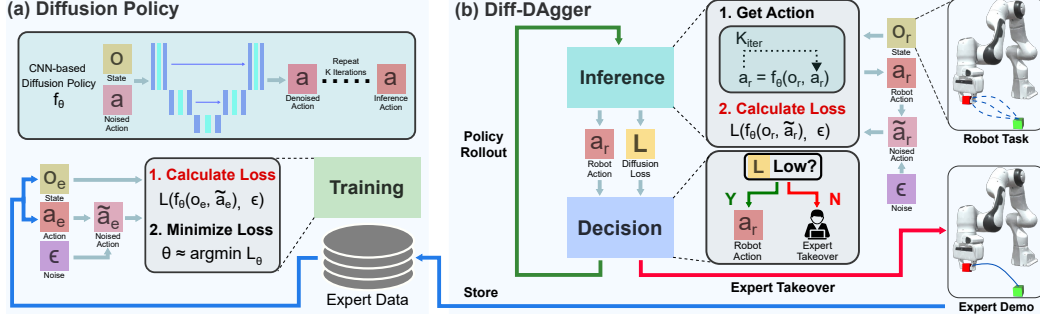 (a) Diffusion Policy
CNN-based
Diffusion Policy
fθ
o
State
a
Noised
Action
a
Denoised
Action
Repeat
K Iterations
a
Inference
Action
oe
State
ae
Action
ϵ
Noise
ãe
Noised
Action
1. Calculate Loss
L(fθ(oe, ãe), ϵ)
2. Minimize Loss
θ ≈ argmin Lθ
Training
Expert Data
(b) Diff-DAgger
Policy
Rollout
Inference
ar
Robot
Action
L
Diffusion
Loss
Decision
1. Get Action
Kiter
ar = fθ(or, ar)
2. Calculate Loss
L(fθ(or, ãr), ϵ)
L Low?
Y
N
ar
Robot
Action
Expert
Takeover
or
State
ar
Robot
Action
ãr
Noised
Action
ϵ
Noise
Robot Task
Expert Demo
Expert Takeover
Store